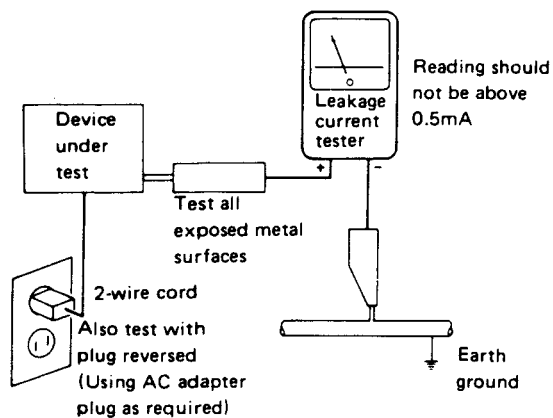 Device
under
test
Leakage
current
tester
+
-
Reading should
not be above
0.5mA
Test all
exposed metal
surfaces
2-wire cord
Also test with
plug reversed
(Using AC adapter
plug as required)
Earth
ground